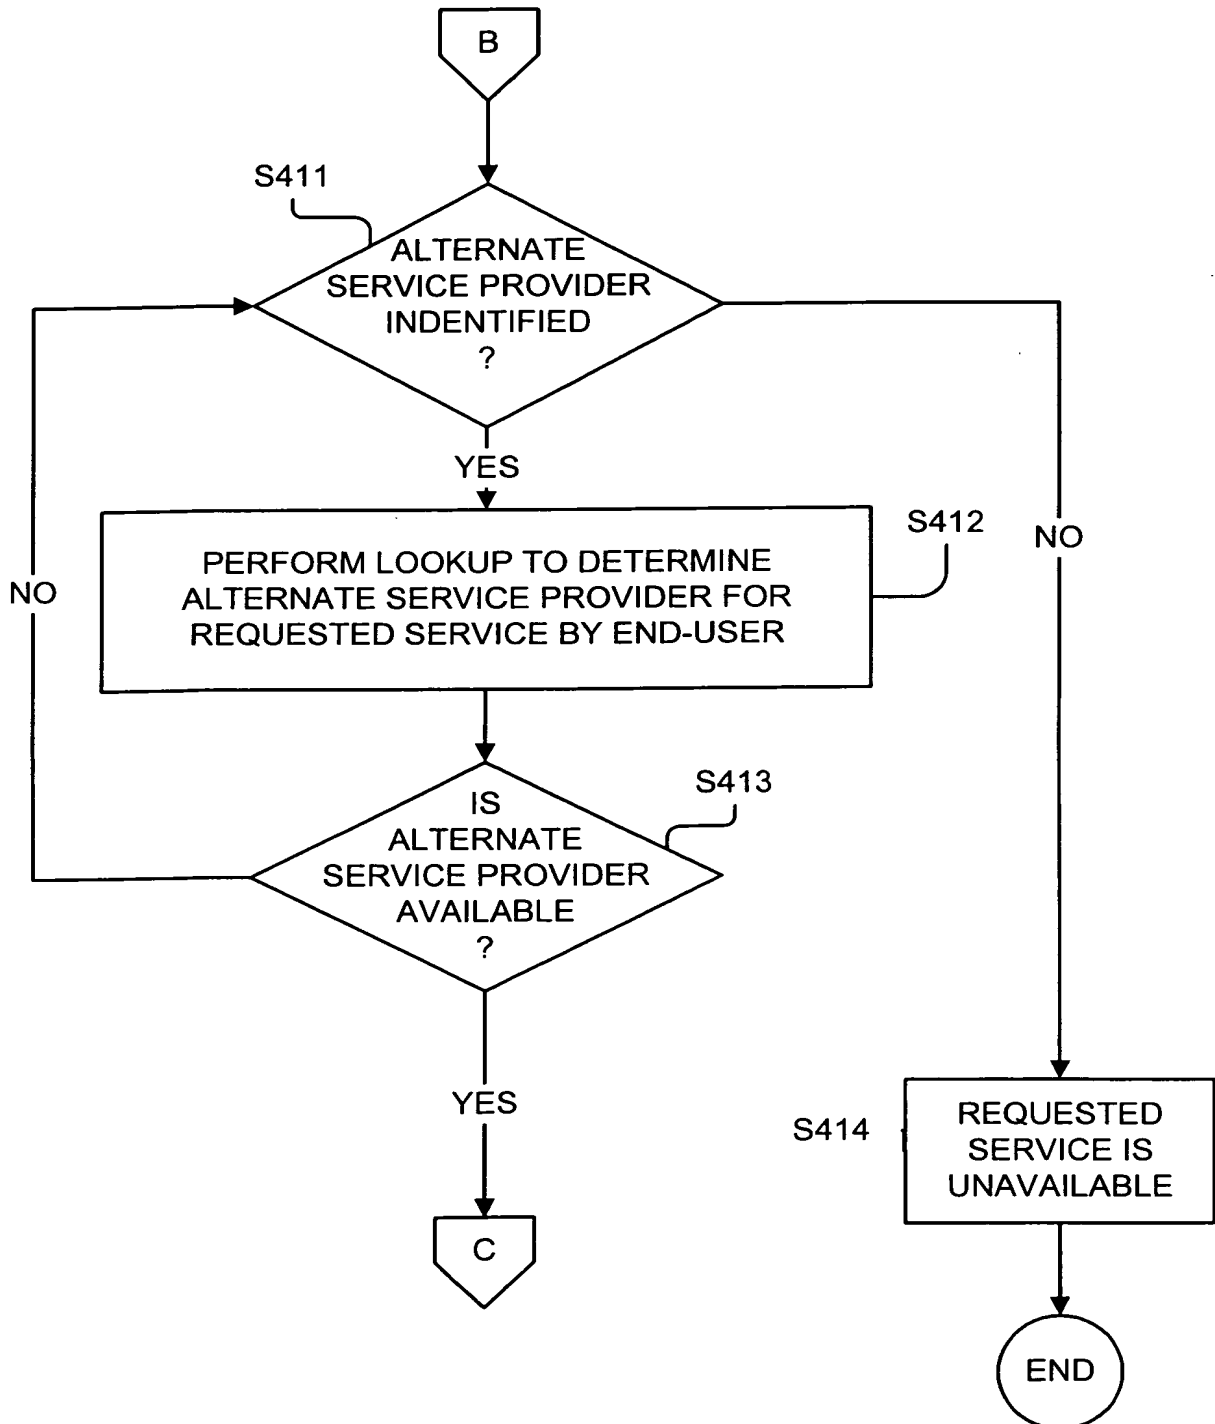 B
S411
ALTERNATE
SERVICE PROVIDER
INDENTIFIED
?
YES
NO
NO
S412
PERFORM LOOKUP TO DETERMINE
ALTERNATE SERVICE PROVIDER FOR
REQUESTED SERVICE BY END-USER
S413
IS
ALTERNATE
SERVICE PROVIDER
AVAILABLE
?
YES
C
S414
REQUESTED
SERVICE IS
UNAVAILABLE
END